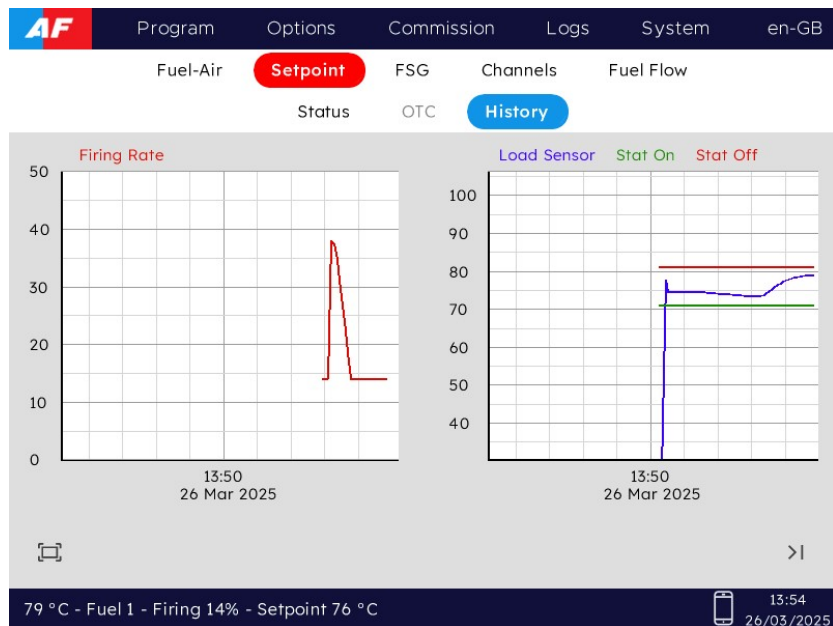 AF Program Options Commission Logs System en-GB
Fuel-Air Setpoint FSG Channels Fuel Flow
Status OTC History
Firing Rate
50
40
30
20
10
0
13:50
26 Mar 2025
Load Sensor Stat On Stat Off
100
90
80
70
60
50
40
13:50
26 Mar 2025
79 °C - Fuel 1 - Firing 14% - Setpoint 76 °C
13:54
26/03/2025